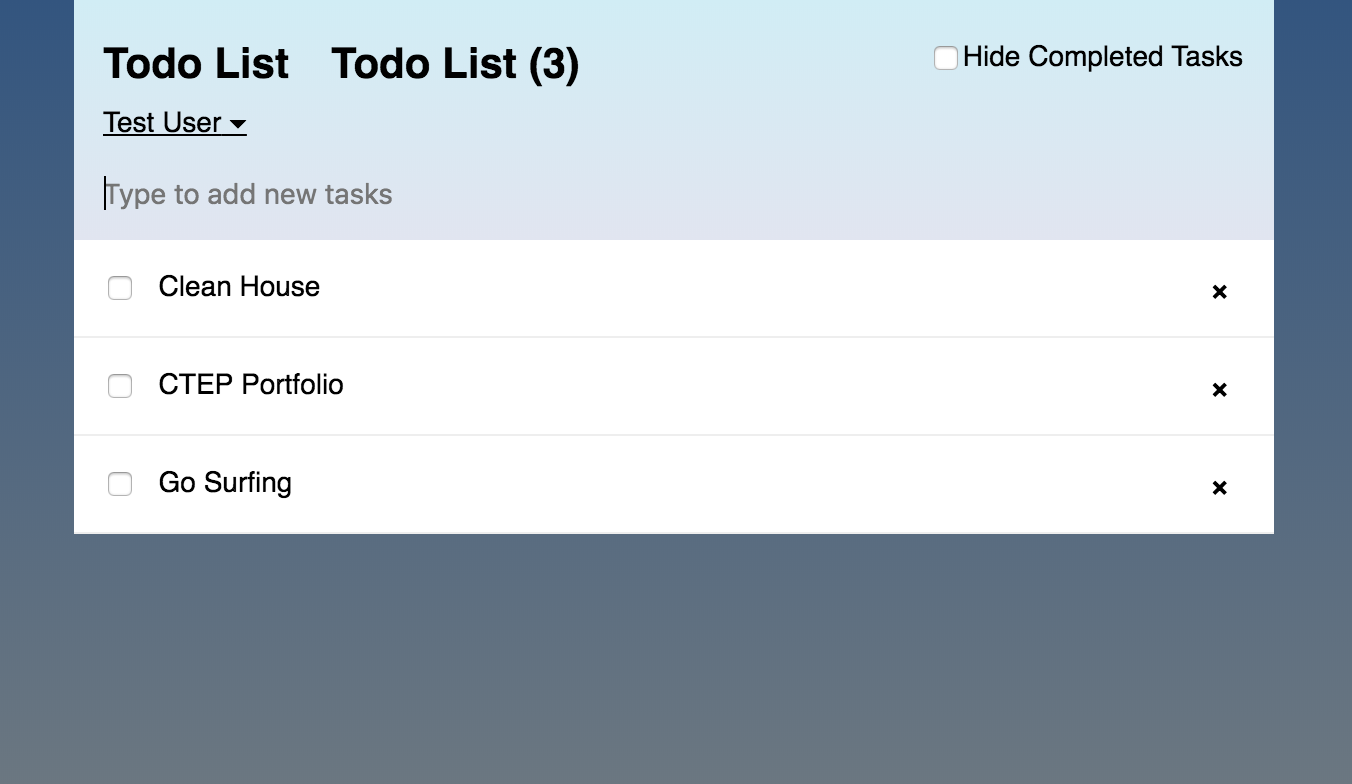 Todo List Todo List (3)
Hide Completed Tasks
Test User
Type to add new tasks
Clean House
CTEP Portfolio
Go Surfing